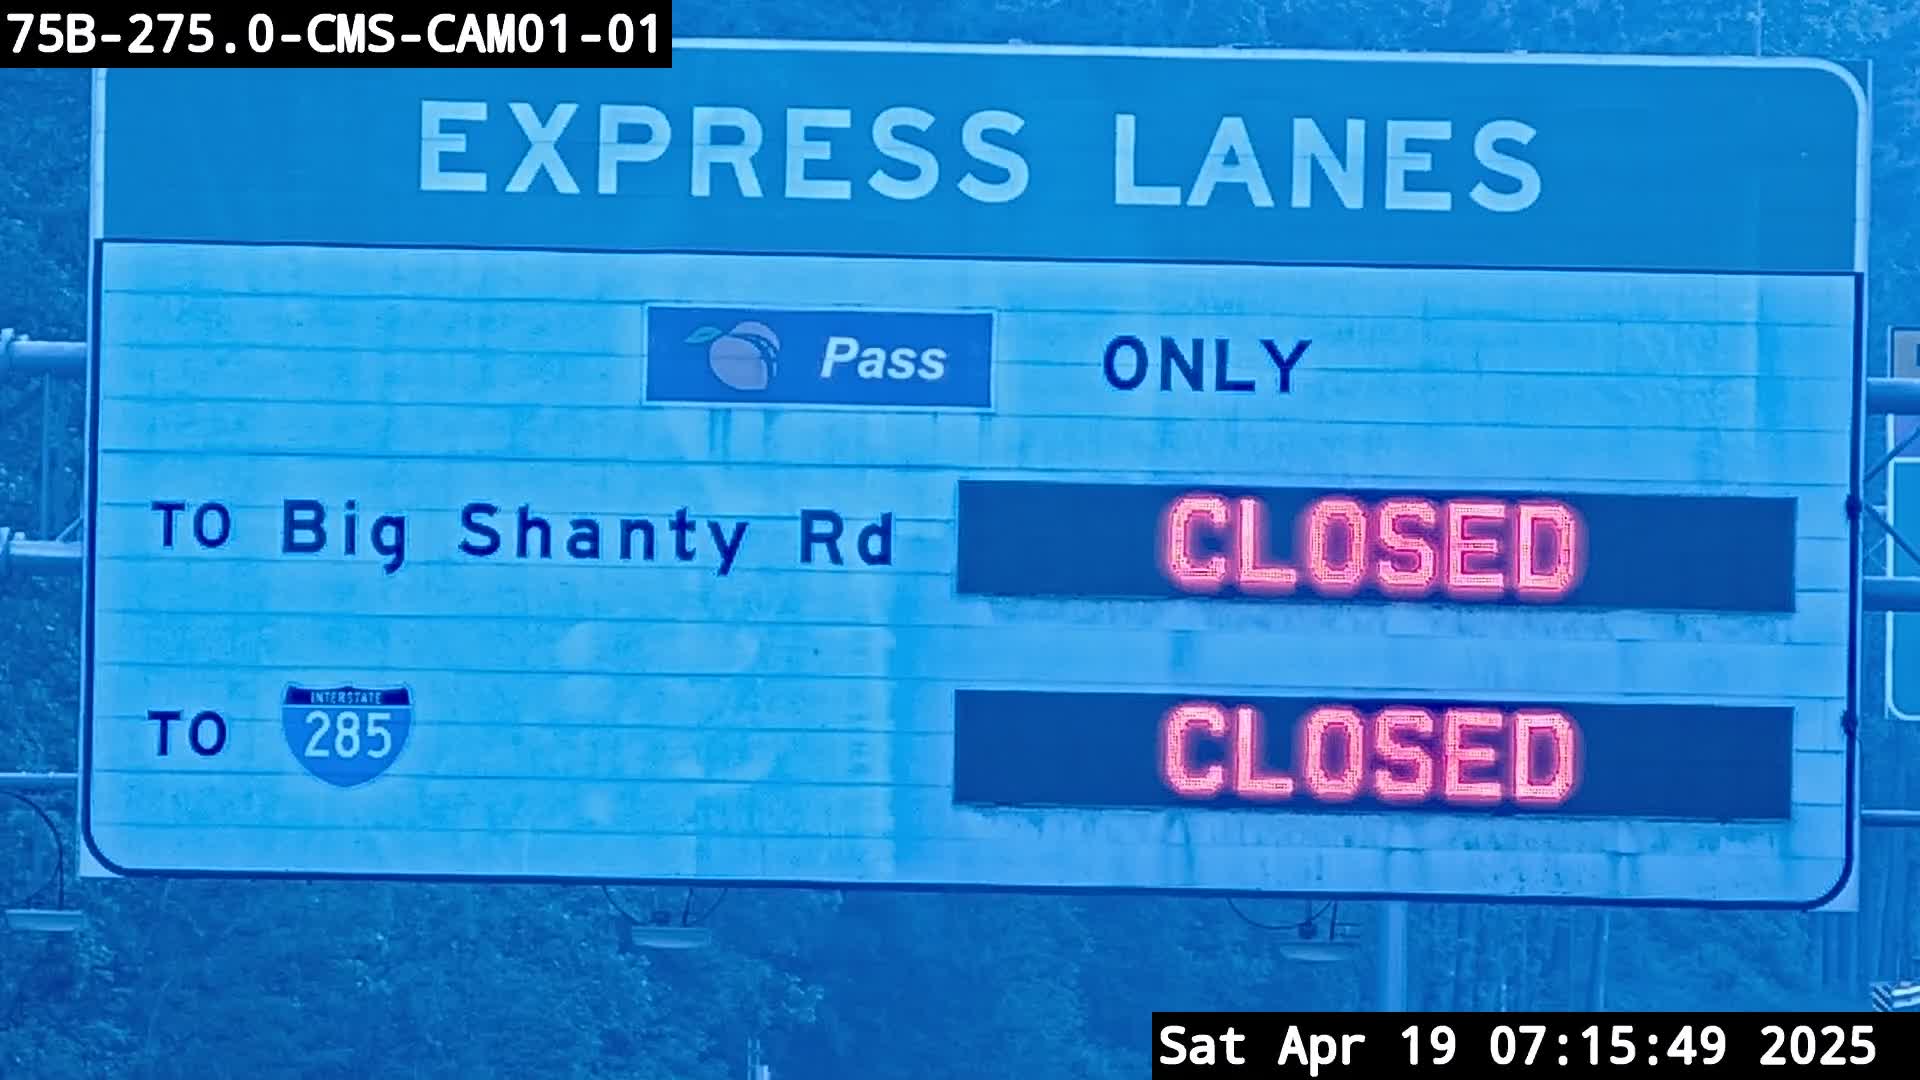 75B-275.0-CMS-CAM01-01
EXPRESS LANES
Pass ONLY
TO Big Shanty Rd CLOSED
TO INTERSTATE 285 CLOSED
Sat Apr 19 07:15:49 2025